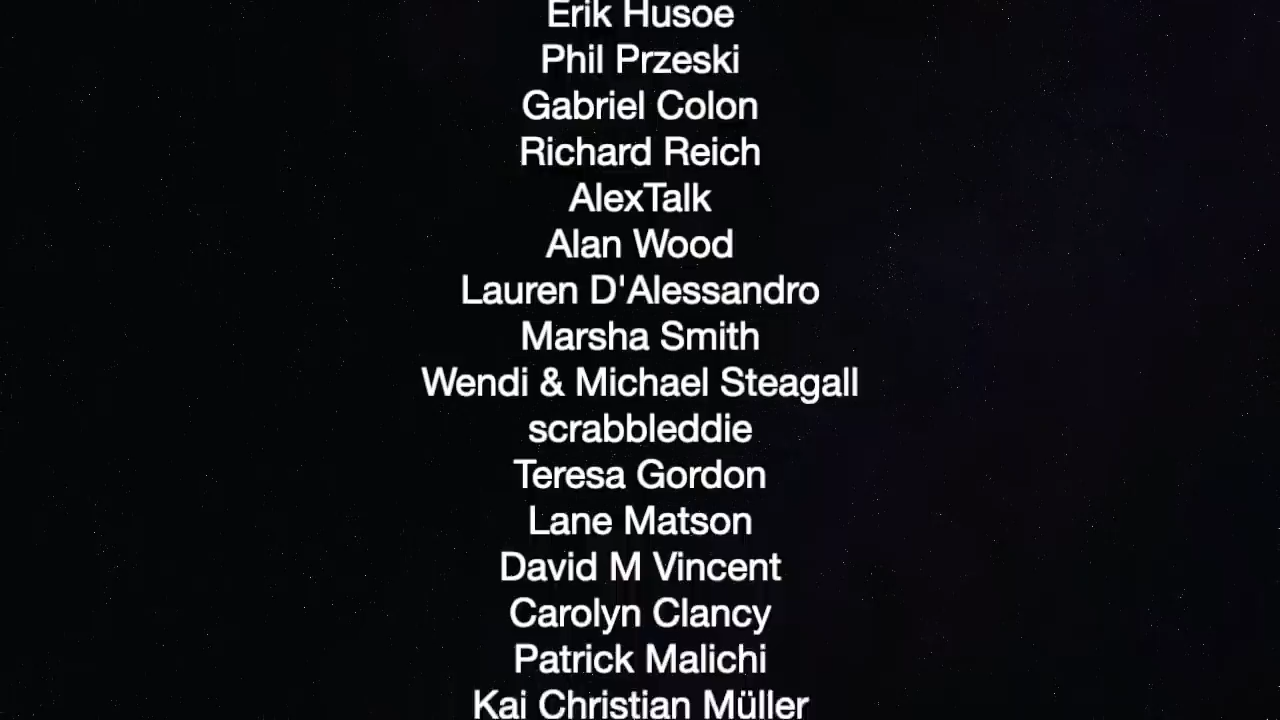 Erik Husoe
Phil Przeski
Gabriel Colon
Richard Reich
AlexTalk
Alan Wood
Lauren D'Alessandro
Marsha Smith
Wendi & Michael Steagall
scrabbleddie
Teresa Gordon
Lane Matson
David M Vincent
Carolyn Clancy
Patrick Malichi
Kai Christian Müller